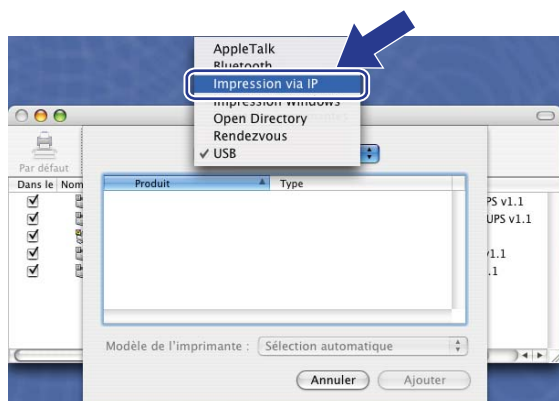 AppleTalk
Bluetooth
Impression via IP
Impression Windows
Open Directory
Rendezvous
✓ USB
Par défaut
Dans le Nom
Produit Type
PS v1.1
UPS v1.1
v1.1
.1
Modèle de l'imprimante : Sélection automatique
Annuler Ajouter